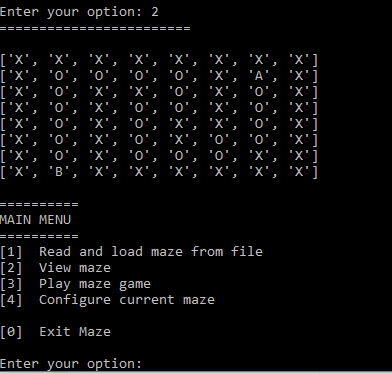 Enter your option: 2
========================
['X', 'X', 'X', 'X', 'X', 'X', 'X', 'X']
['X', 'O', 'O', 'O', 'O', 'X', 'A', 'X']
['X', 'O', 'X', 'X', 'O', 'X', 'O', 'X']
['X', 'O', 'X', 'O', 'O', 'X', 'O', 'X']
['X', 'O', 'X', 'O', 'X', 'X', 'O', 'X']
['X', 'O', 'X', 'O', 'X', 'O', 'O', 'X']
['X', 'O', 'X', 'O', 'O', 'O', 'X', 'X']
['X', 'B', 'X', 'X', 'X', 'X', 'X', 'X']
==========
MAIN MENU
==========
[1]  Read and load maze from file
[2]  View maze
[3]  Play maze game
[4]  Configure current maze
[0]  Exit Maze
Enter your option: